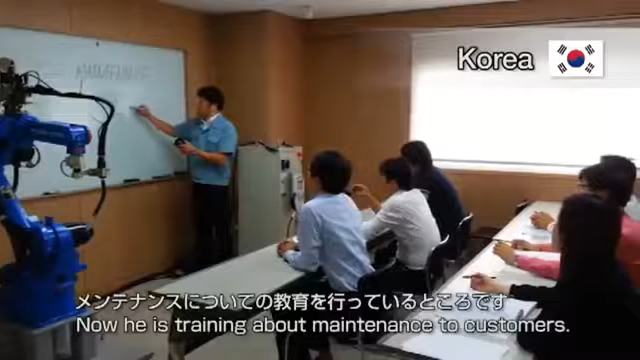 Korea
MAINTENANCE
メンテナンスについての教育を行っているところです
Now he is training about maintenance to customers.